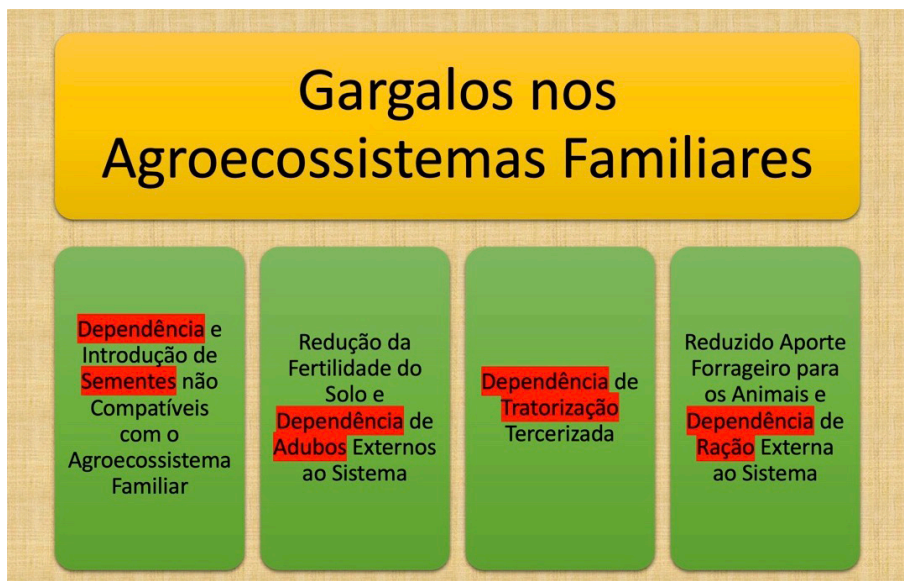 Gargalos nos
Agroecossistemas Familiares
Dependência e
Introdução de
Sementes não
Compatíveis
com o
Agroecossistema
Familiar
Redução da
Fertilidade do
Solo e
Dependência de
Adubos Externos
ao Sistema
Dependência de
Tratorização
Tercerizada
Reduzido Aporte
Forrageiro para
os Animais e
Dependência de
Ração Externa
ao Sistema